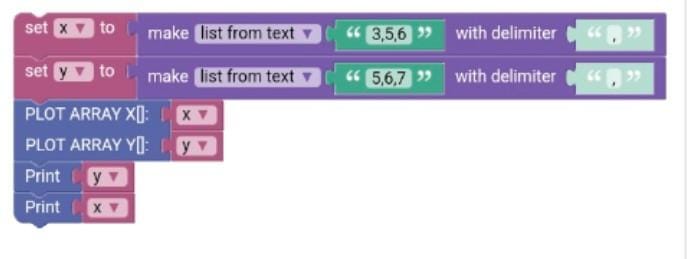 set x ▼ to make list from text ▼ “ 3,5,6 ” with delimiter “ , ”
set y ▼ to make list from text ▼ “ 5,6,7 ” with delimiter “ , ”
PLOT ARRAY X[]: x ▼
PLOT ARRAY Y[]: y ▼
Print y ▼
Print x ▼